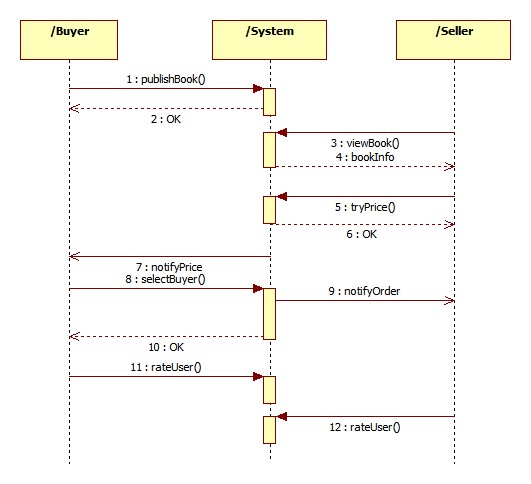 /Buyer
/System
/Seller
1 : publishBook()
2 : OK
3 : viewBook()
4 : bookInfo
5 : tryPrice()
6 : OK
7 : notifyPrice
8 : selectBuyer()
9 : notifyOrder
10 : OK
11 : rateUser()
12 : rateUser()